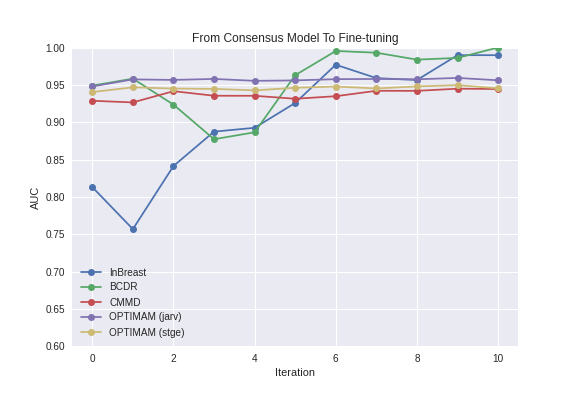 From Consensus Model To Fine-tuning
1.00
0.95
0.90
0.85
0.80
0.75
0.70
0.65
0.60
AUC
InBreast
BCDR
CMMD
OPTIMAM (jarv)
OPTIMAM (stge)
0 2 4 6 8 10
Iteration